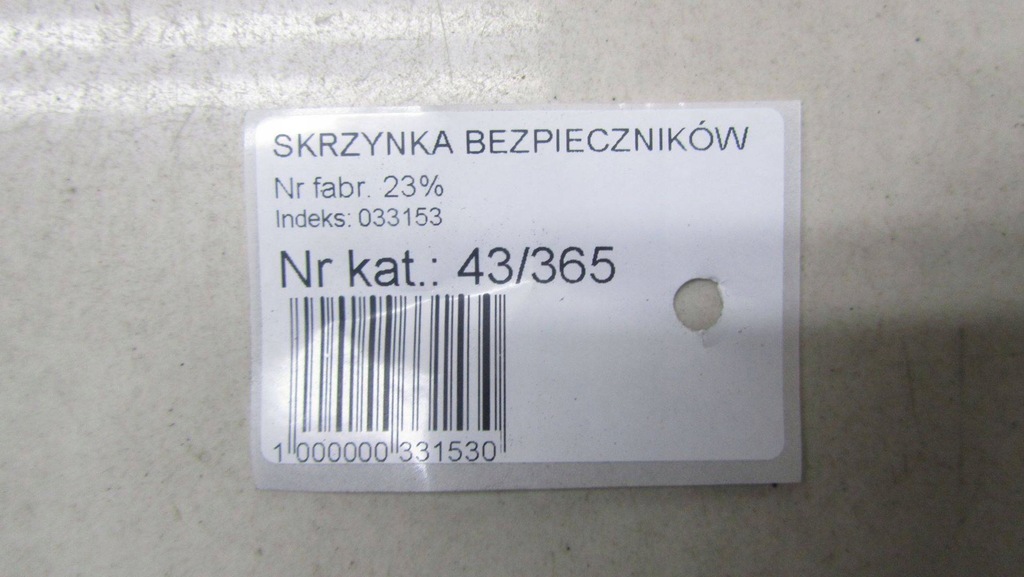 SKRZYNKA BEZPIECZNIKÓW
Nr fabr. 23%
Indeks: 033153
Nr kat.: 43/365
1 000000 331530